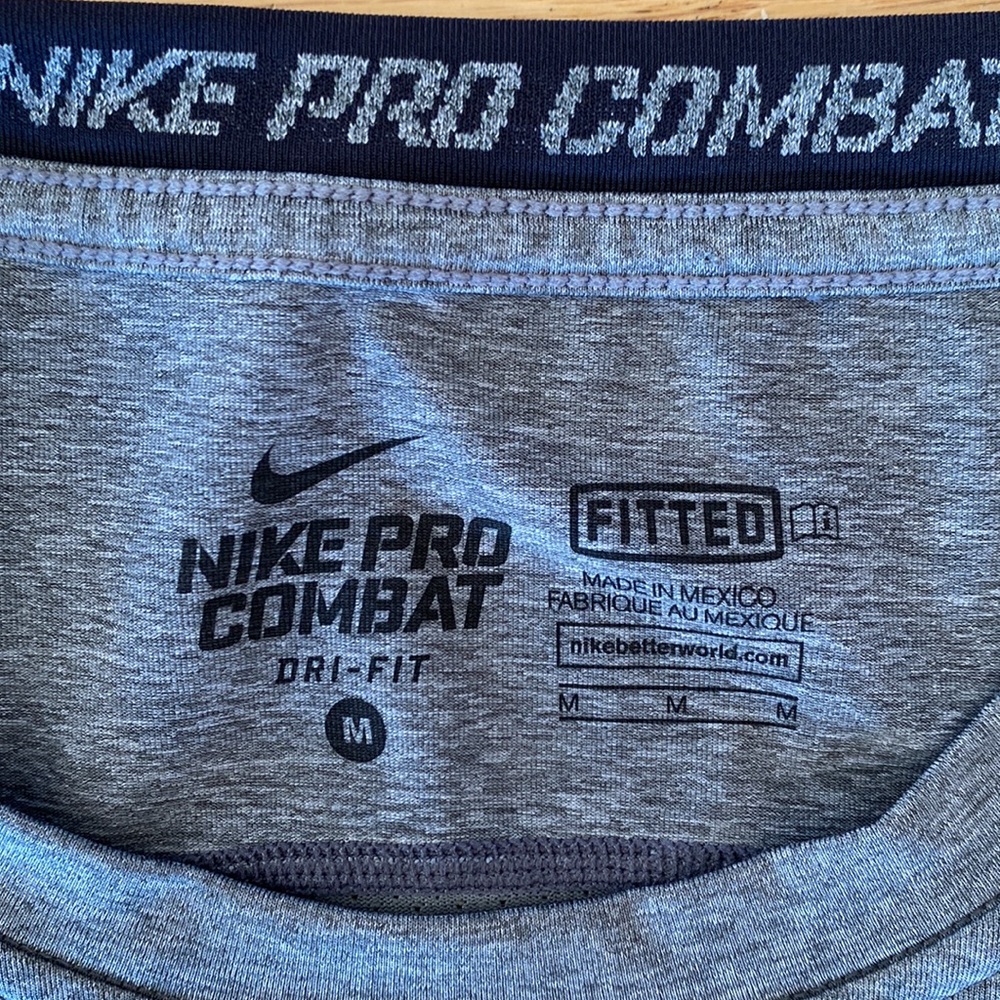 NIKE PRO COMBAT
NIKE PRO
COMBAT
DRI-FIT
M
FITTED
MADE IN MEXICO
FABRIQUE AU MEXIQUE
nikebetterworld.com
M M M